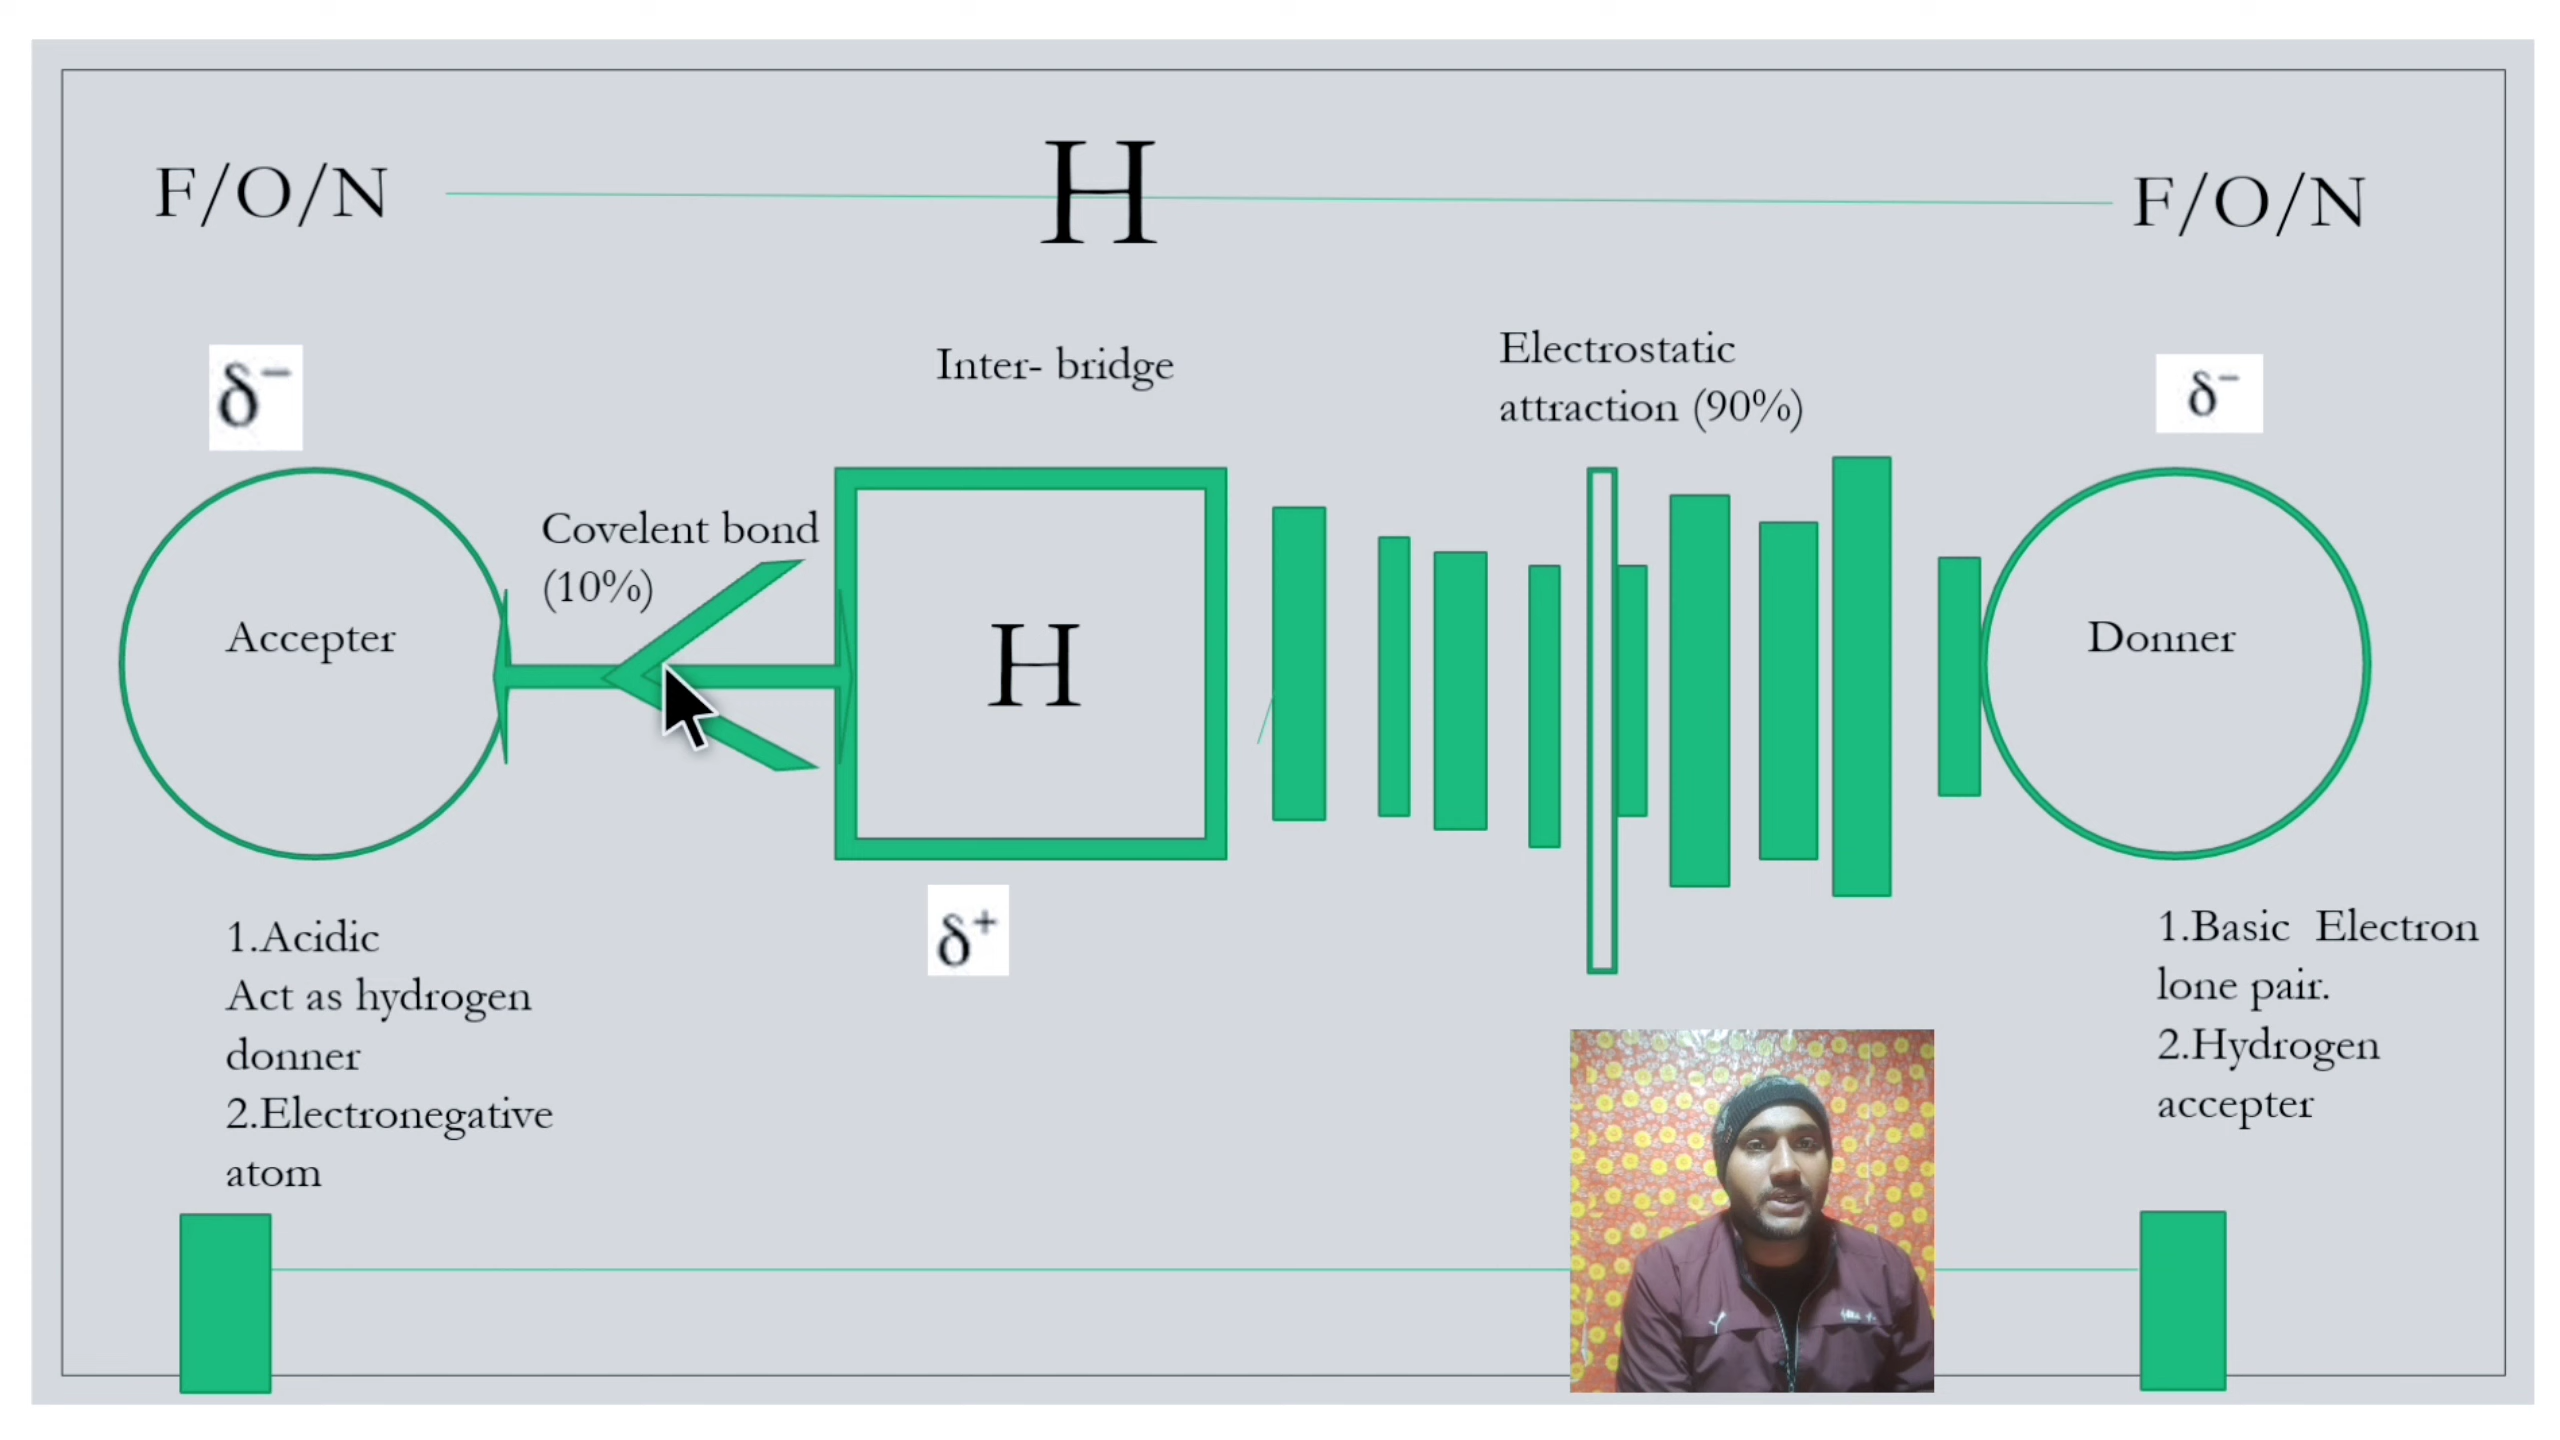 F/O/N H F/O/N
Inter- bridge
Electrostatic
attraction (90%)
δ⁻
δ⁻
Covelent bond
(10%)
Accepter
H
Donner
δ⁺
1.Acidic
Act as hydrogen
donner
2.Electronegative
atom
1.Basic Electron
lone pair.
2.Hydrogen
accepter